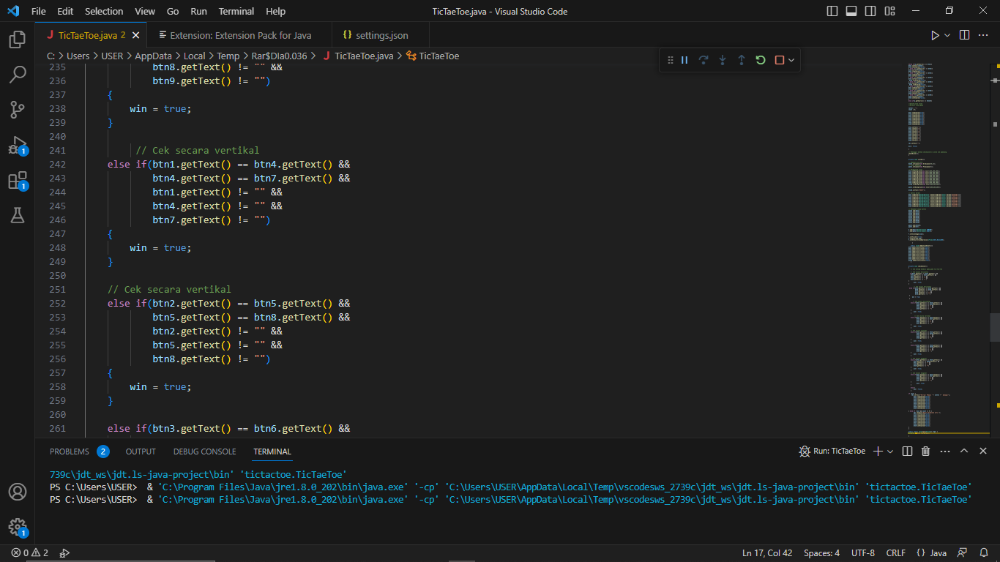 File Edit Selection View Go Run Terminal Help TicTaeToe.java - Visual Studio Code
J TicTaeToe.java 2 Extension: Extension Pack for Java {} settings.json
C: > Users > USER > AppData > Local > Temp > Rar$DIa0.036 > J TicTaeToe.java > TicTaeToe
235 btn8.getText() != "" &&
236 btn9.getText() != "")
237 {
238 win = true;
239 }
240
241 // Cek secara vertikal
242 else if(btn1.getText() == btn4.getText() &&
243 btn4.getText() == btn7.getText() &&
244 btn1.getText() != "" &&
245 btn4.getText() != "" &&
246 btn7.getText() != "")
247 {
248 win = true;
249 }
250
251 // Cek secara vertikal
252 else if(btn2.getText() == btn5.getText() &&
253 btn5.getText() == btn8.getText() &&
254 btn2.getText() != "" &&
255 btn5.getText() != "" &&
256 btn8.getText() != "")
257 {
258 win = true;
259 }
260
261 else if(btn3.getText() == btn6.getText() &&
1
1
1
PROBLEMS 2 OUTPUT DEBUG CONSOLE TERMINAL Run: TicTaeToe
739c\jdt_ws\jdt.ls-java-project\bin' 'tictactoe.TicTaeToe'
PS C:\Users\USER> & 'C:\Program Files\Java\jre1.8.0_202\bin\java.exe' '-cp' 'C:\Users\USER\AppData\Local\Temp\vscodesws_2739c\jdt_ws\jdt.ls-java-project\bin' 'tictactoe.TicTaeToe'
PS C:\Users\USER> & 'C:\Program Files\Java\jre1.8.0_202\bin\java.exe' '-cp' 'C:\Users\USER\AppData\Local\Temp\vscodesws_2739c\jdt_ws\jdt.ls-java-project\bin' 'tictactoe.TicTaeToe'
0 2 Ln 17, Col 42 Spaces: 4 UTF-8 CRLF {} Java